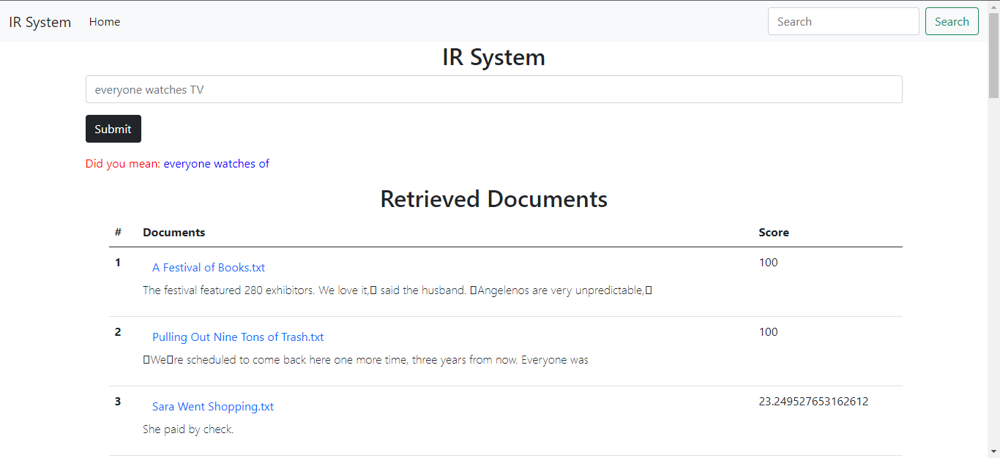 IR System Home Search Search
IR System
everyone watches TV
Submit
Did you mean: everyone watches of
Retrieved Documents
# Documents Score
1 A Festival of Books.txt 100
The festival featured 280 exhibitors. We love it,▯ said the husband. ▯Angelenos are very unpredictable,▯
2 Pulling Out Nine Tons of Trash.txt 100
▯We▯re scheduled to come back here one more time, three years from now. Everyone was
3 Sara Went Shopping.txt 23.249527653162612
She paid by check.